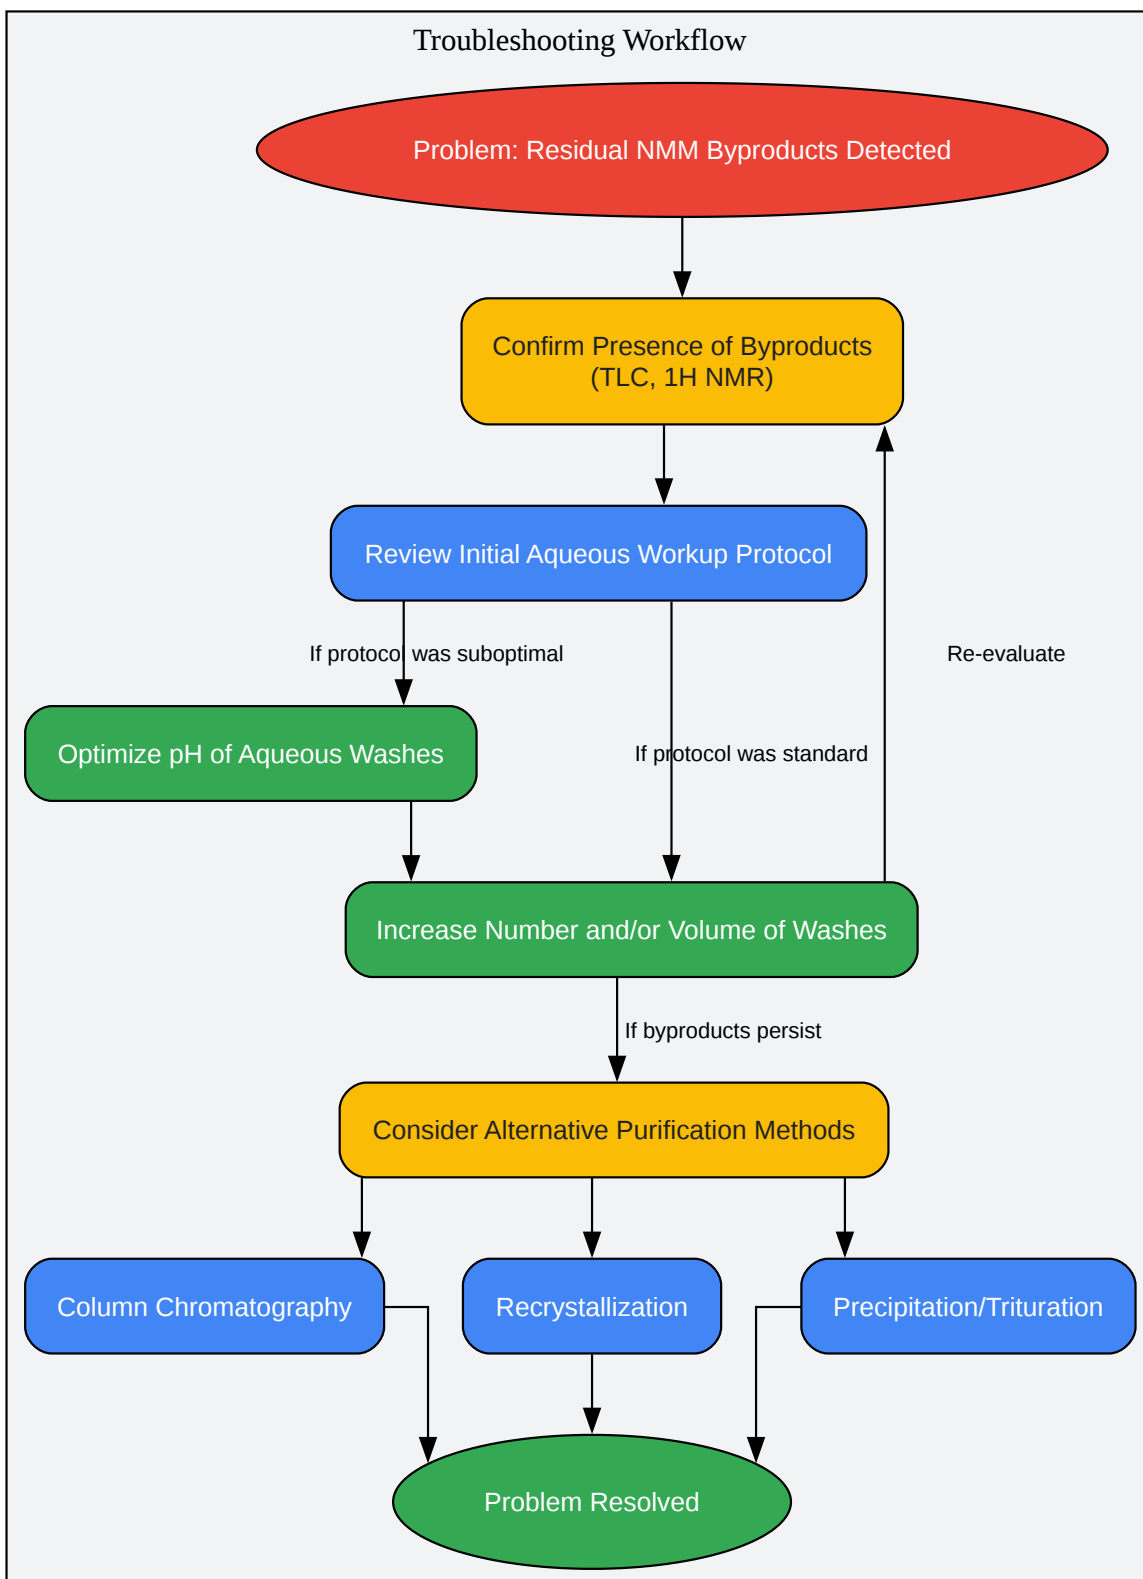 Troubleshooting Workflow
Problem: Residual NMM Byproducts Detected
Confirm Presence of Byproducts
(TLC, 1H NMR)
Review Initial Aqueous Workup Protocol
If protocol was suboptimal
Re-evaluate
Optimize pH of Aqueous Washes
If protocol was standard
Increase Number and/or Volume of Washes
If byproducts persist
Consider Alternative Purification Methods
Column Chromatography
Recrystallization
Precipitation/Trituration
Problem Resolved